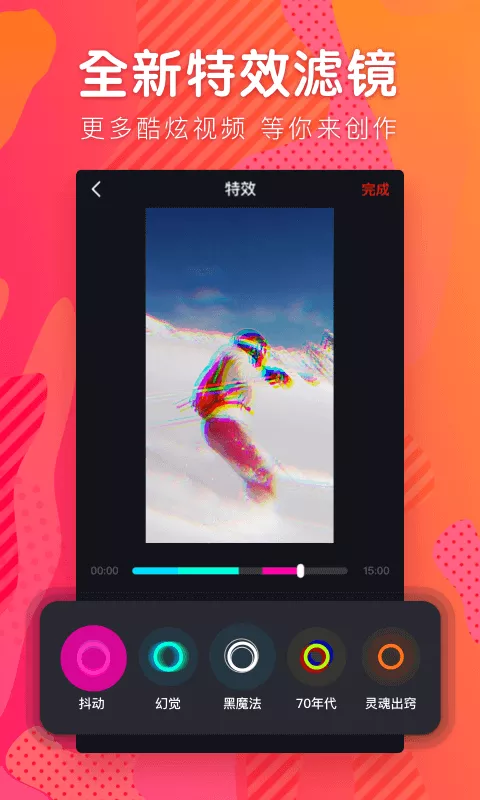 全新特效滤镜
更多酷炫视频 等你来创作
特效 完成
00:00 15:00
抖动 幻觉 黑魔法 70年代 灵魂出窍